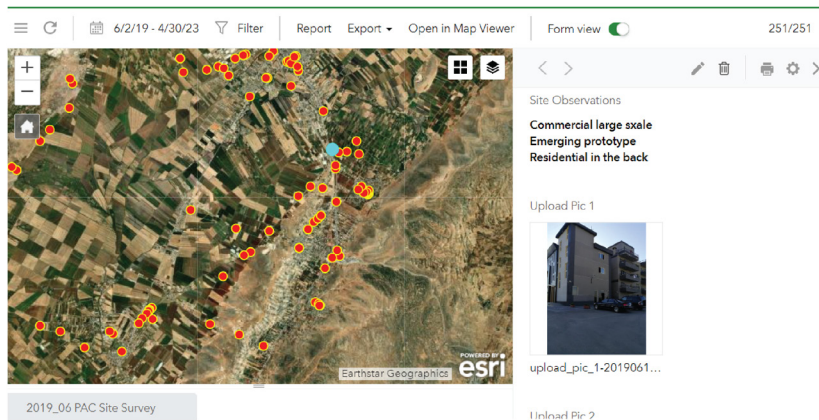 6/2/19 - 4/30/23 Filter Report Export Open in Map Viewer Form view 251/251
Site Observations
Commercial large sxale
Emerging prototype
Residential in the back
Upload Pic 1
upload_pic_1-2019061...
Earthstar Geographics
POWERED BY
esri
2019_06 PAC Site Survey
Upload Pic 2